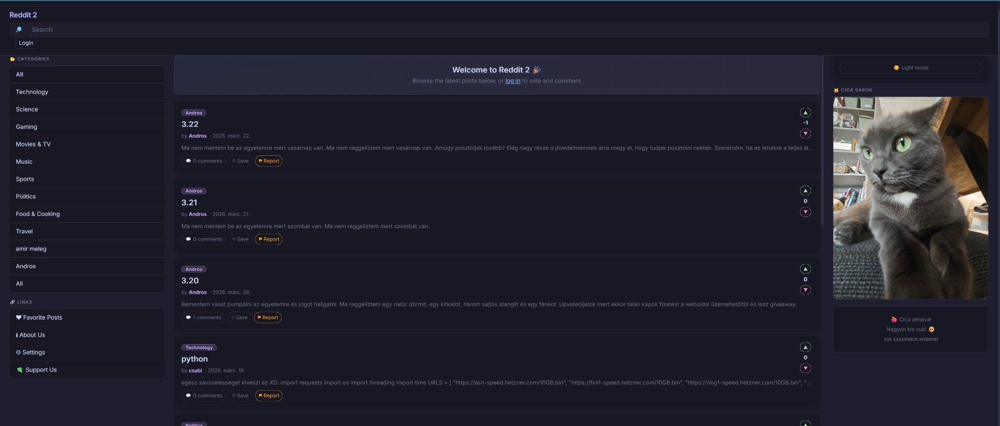 Reddit 2
Search
Login
CATEGORIES
All
Technology
Science
Gaming
Movies & TV
Music
Sports
Politics
Food & Cooking
Travel
amir meleg
Andros
All
LINKS
Favorite Posts
About Us
Settings
Support Us
Welcome to Reddit 2
Browse the latest posts below, or log in to vote and comment.
Andros
3.22
by Andros · 2026. márc. 22.
Ma nem mentem be az egyetemre mert vasárnap van. Ma nem reggeliztem mert vasárnap van. Amúgy posztoljak tovább? Elég nagy része a jövedelmemnek arra megy el, hogy tudjak posztolni nektek. Szeretném, ha ez lehetne a teljes ál...
0 comments Save Report
-1
Andros
3.21
by Andros · 2026. márc. 21.
Ma nem mentem be az egyetemre mert szombat van. Ma nem reggeliztem mert szombat van.
0 comments Save Report
0
Andros
3.20
by Andros · 2026. márc. 20.
Bementem vasat pumpálni az egyetemre és jogot hallgatni. Ma reggeliztem egy natúr dörmit, egy kitkatot, három sajtos stanglit és egy fánkot. Upvoteoljatok mert akkor talán kapok fizetést a weboldal üzemeltetőitől és lesz giveaway.
1 comments Save Report
0
Technology
python
by csabi · 2026. márc. 19.
egesz savszelesseget elveszi ez XD: import requests import os import threading import time URLS = [ "https://ash-speed.hetzner.com/10GB.bin", "https://fsn1-speed.hetzner.com/10GB.bin", "https://nbg1-speed.hetzner.com/10GB.bin", "...
0 comments Save Report
0
Politics
Light mode
CICA SAROK
Cica almával
Nagyon kis cuki
sok szazalekot erdemel